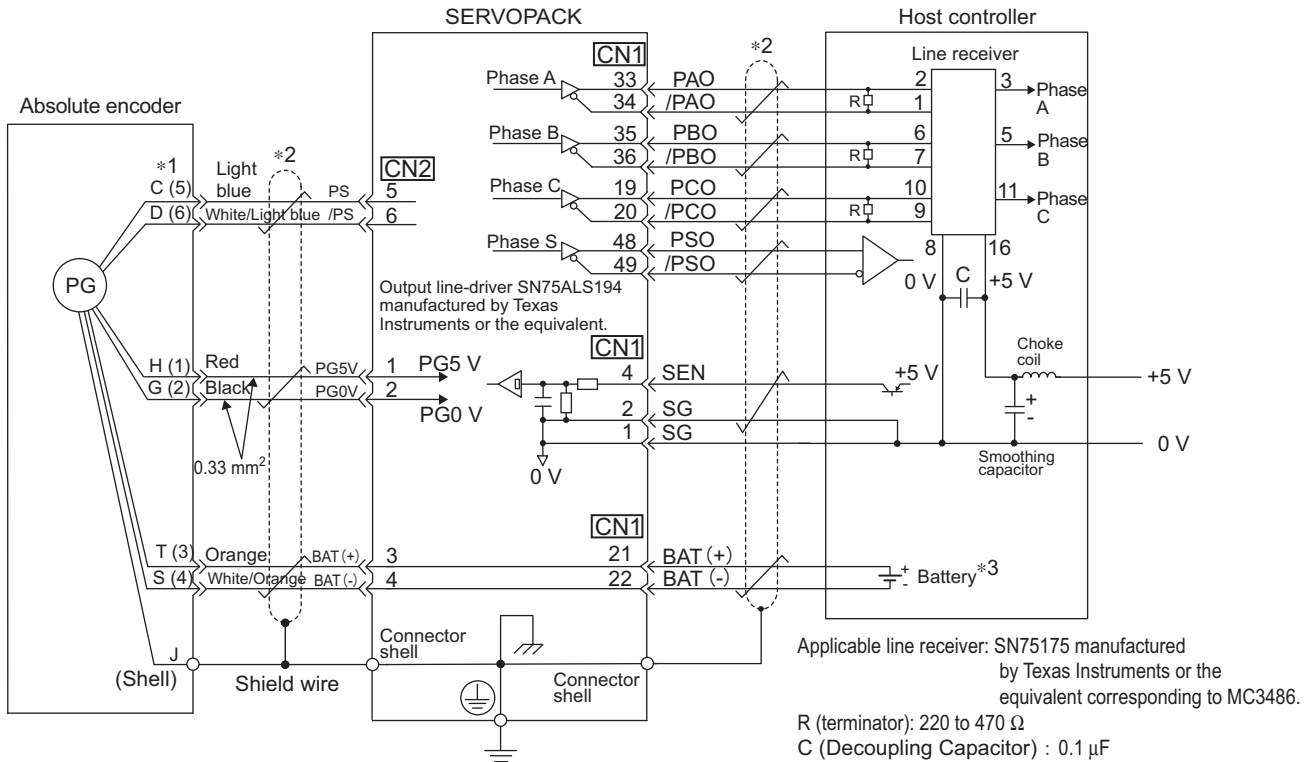 SERVOPACK
Host controller
Absolute encoder
*1
C (5)
D (6)
PG
H (1)
G (2)
T (3)
S (4)
J
(Shell)
Light
blue
*2
PS
White/Light blue /PS
Red
PG5V
Black
PG0V
0.33 mm2
Orange
BAT(+)
White/Orange BAT(-)
Shield wire
CN2
5
6
1 PG5 V
2
PG0 V
3
4
Connector
shell
Output line-driver SN75ALS194
manufactured by Texas
Instruments or the equivalent.
CN1
Phase A
33 PAO
34 /PAO
Phase B
35 PBO
36 /PBO
Phase C
19 PCO
20 /PCO
Phase S
48 PSO
49 /PSO
CN1
4 SEN
2 SG
1 SG
0 V
CN1
21 BAT(+)
22 BAT(-)
Connector
shell
*2
Line receiver
R
2
1
3
Phase
A
R
6
7
5
Phase
B
R
10
9
11
Phase
C
8
16
0 V
C
+5 V
+5 V
Choke
coil
+5 V
+
-
Smoothing
capacitor
0 V
+
-
Battery*3
Applicable line receiver: SN75175 manufactured
by Texas Instruments or the
equivalent corresponding to MC3486.
R (terminator): 220 to 470 Ω
C (Decoupling Capacitor) : 0.1 μF